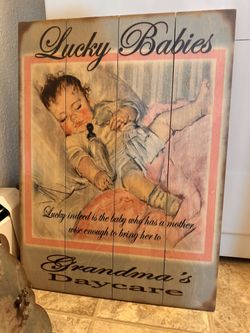 Lucky Babies
Lucky indeed is the baby who has a mother
wise enough to bring her to
Grandma's
Daycare